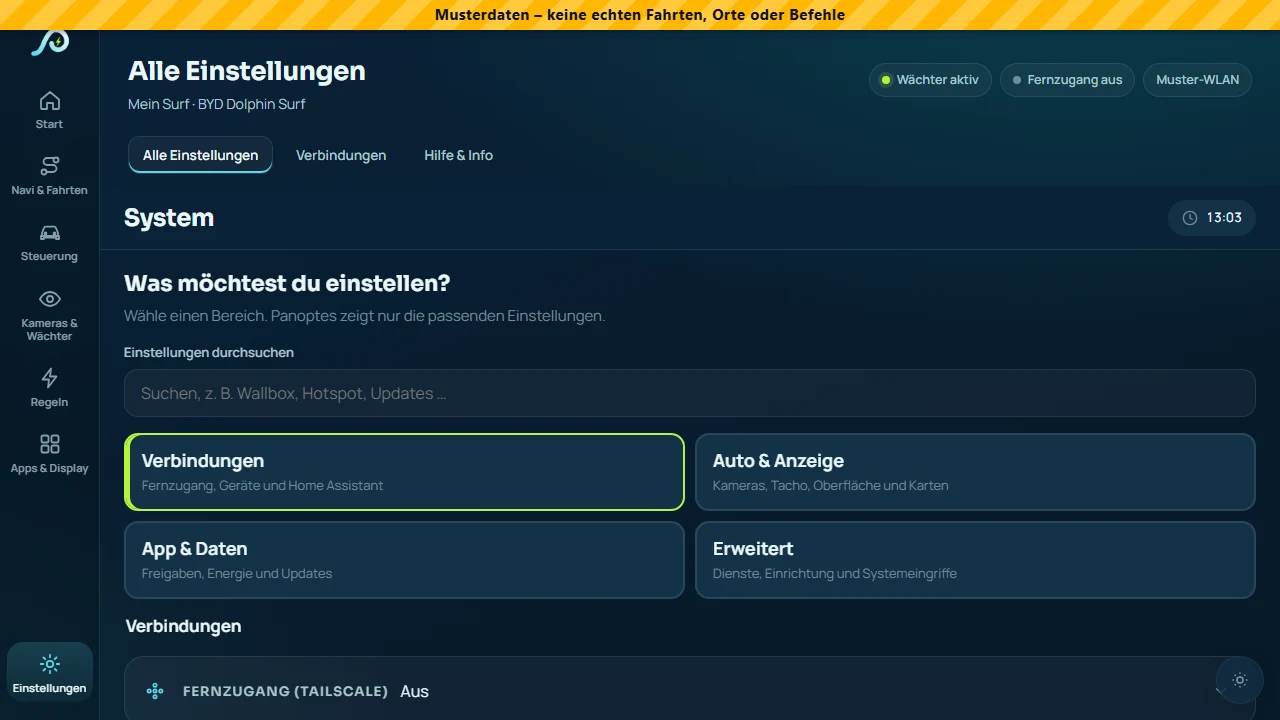 Musterdaten – keine echten Fahrten, Orte oder Befehle
Alle Einstellungen
Mein Surf · BYD Dolphin Surf
Wächter aktiv
Fernzugang aus
Muster-WLAN
Start
Navi & Fahrten
Steuerung
Kameras &
Wächter
Regeln
Apps & Display
Einstellungen
Alle Einstellungen
Verbindungen
Hilfe & Info
System
13:03
Was möchtest du einstellen?
Wähle einen Bereich. Panoptes zeigt nur die passenden Einstellungen.
Einstellungen durchsuchen
Suchen, z. B. Wallbox, Hotspot, Updates ...
Verbindungen
Fernzugang, Geräte und Home Assistant
Auto & Anzeige
Kameras, Tacho, Oberfläche und Karten
App & Daten
Freigaben, Energie und Updates
Erweitert
Dienste, Einrichtung und Systemeingriffe
Verbindungen
FERNZUGANG (TAILSCALE) Aus